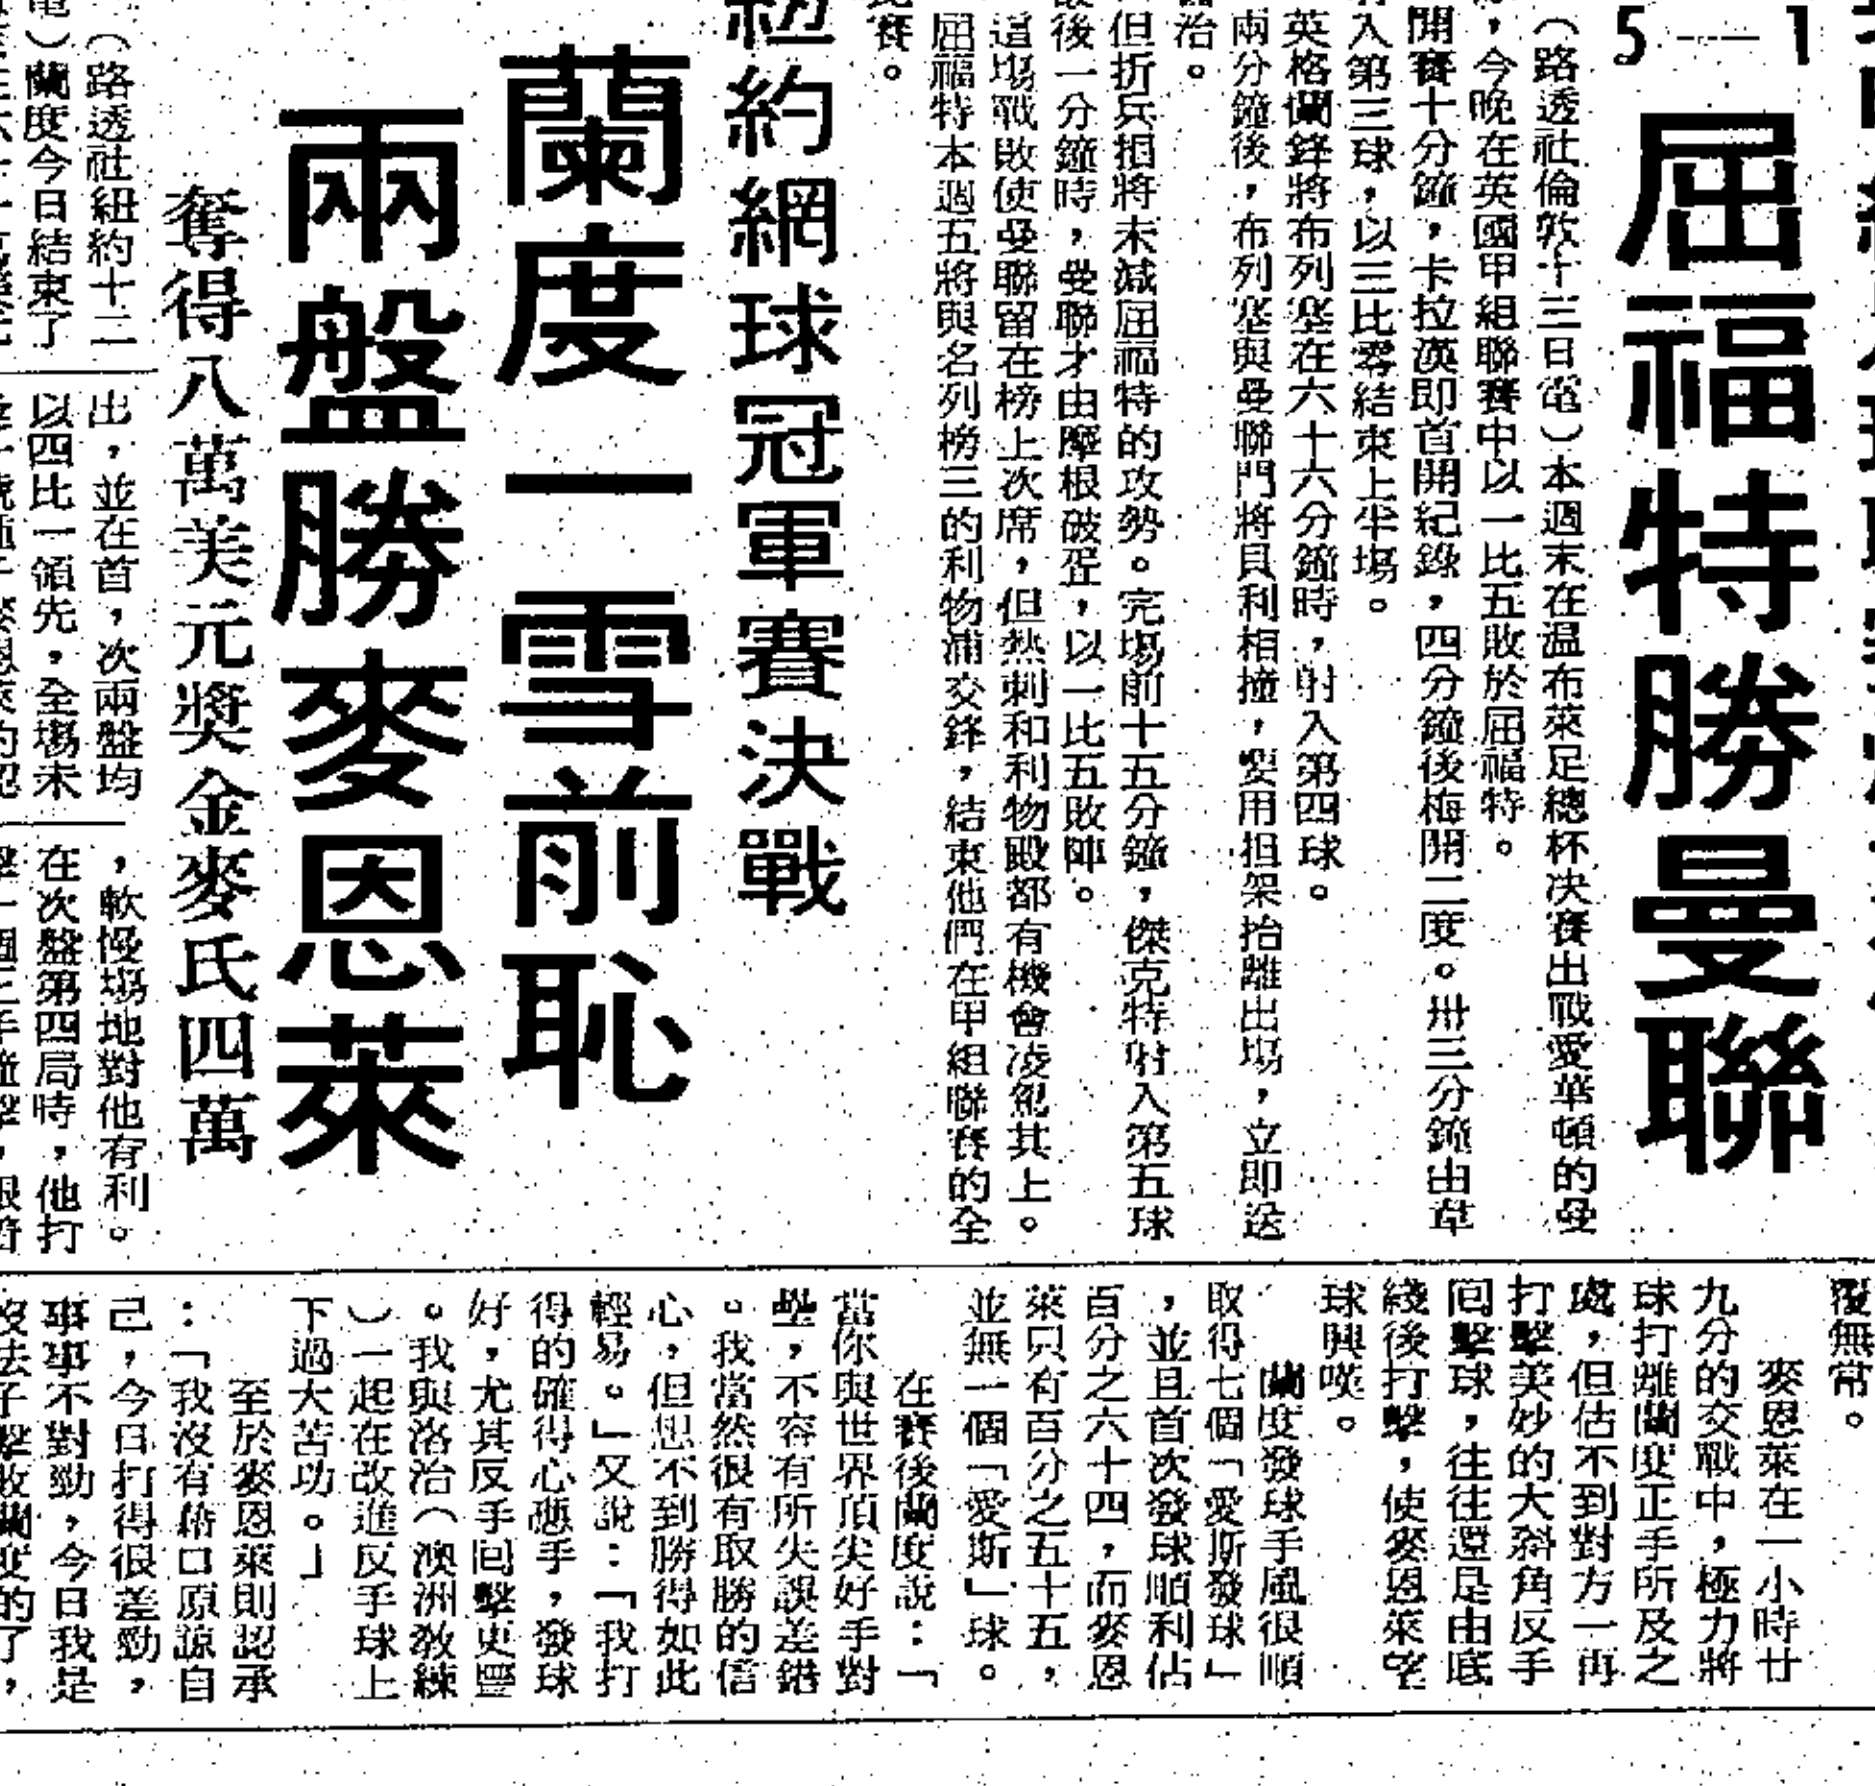 5——1
屈福特勝曼聯
（路透社倫敦十三日電）本週末在温布萊足總杯决賽出戰愛華頓的曼
，今晚在英國甲組聯賽中以一比五敗於屈福特。
開賽十分鐘，卡拉漢即首開紀錄，四分鐘後梅開二度。卅三分鐘由韋
入第三球，以三比零結束上半場。
英格蘭鋒將布列塞在六十六分鐘時，射入第四球。
兩分鐘後，布列塞與曼聯門將貝利相撞，要用担架抬離出場，立即送
治。
但折兵損將未減屈福特的攻勢。完場前十五分鐘，傑克特射入第五球
後一分鐘時，曼聯才由摩根破蛋，以一比五敗陣。
這場戰敗使曼聯留在榜上次席，但熱刺和利物殿都有機會凌駕其上。
屈福特本週五將與名列榜三的利物浦交鋒，結束他們在甲組聯賽的全
賽。
紐約網球冠軍賽決戰
蘭度一雪前恥
兩盤勝麥恩萊
奪得八萬美元獎金麥氏四萬
（路透社紐約十二
電）蘭度今日結束了
出，並在首，次兩盤均
以四比一領先，全場未
，軟慢場地對他有利。
在次盤第四局時，他打
覆無常。
麥恩萊在一小時廿
九分的交戰中，極力將
球打離蘭度正手所及之
處，但估不到對方一再
打擊美妙的大斜角反手
回擊球，往往還是由底
綫後打擊，使麥恩萊望
球興嘆。
蘭度發球手風很順
取得七個「愛斯發球」
，並且首次發球順利佔
百分之六十四，而麥恩
萊只有百分之五十五，
並無一個「愛斯」球。
在賽後蘭度說：「
當你與世界頂尖好手對
壘，不容有所失誤差錯
。我當然很有取勝的信
心，但想不到勝得如此
輕易。」又說：「我打
得的確得心應手，發球
好，尤其反手回擊更靈
。我與洛治（澳洲教練
）一起在改進反手球上
下過大苦功。」
至於麥恩萊則認承
：「我沒有藉口原諒自
己，今日打得很差勁，
事事不對勁，今日我是
沒法子擊敗蘭度的了，